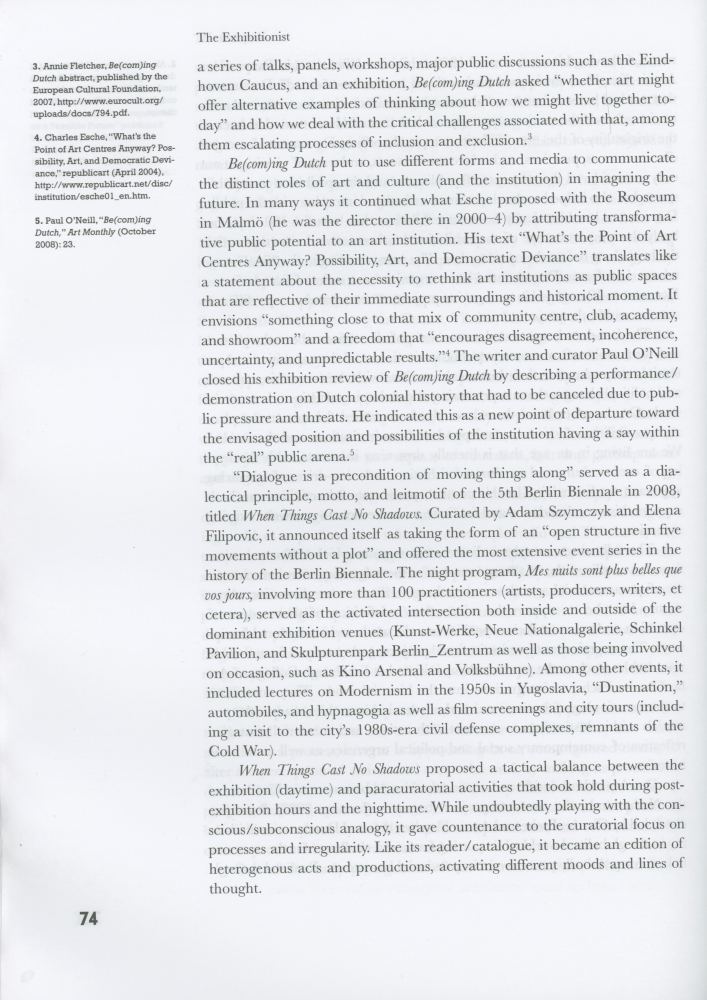 The Exhibitionist
3. Annie Fletcher, Be(com)ing
Dutch abstract, published by the
European Cultural Foundation,
2007, http://www.eurocult.org/
uploads/docs/794.pdf.
4. Charles Esche, "What's the
Point of Art Centres Anyway? Pos-
sibility, Art, and Democratic Devi-
ance," republicart (April 2004),
http://www.republicart.net/disc/
institution/esche01_en.htm.
5. Paul O'Neill, "Be(com)ing
Dutch," Art Monthly (October
2008): 23.
a series of talks, panels, workshops, major public discussions such as the Eind-
hoven Caucus, and an exhibition, Be(com)ing Dutch asked "whether art might
offer alternative examples of thinking about how we might live together to-
day" and how we deal with the critical challenges associated with that, among
them escalating processes of inclusion and exclusion.³
Be(com)ing Dutch put to use different forms and media to communicate
the distinct roles of art and culture (and the institution) in imagining the
future. In many ways it continued what Esche proposed with the Rooseum
in Malmö (he was the director there in 2000–4) by attributing transforma-
tive public potential to an art institution. His text "What's the Point of Art
Centres Anyway? Possibility, Art, and Democratic Deviance" translates like
a statement about the necessity to rethink art institutions as public spaces
that are reflective of their immediate surroundings and historical moment. It
envisions "something close to that mix of community centre, club, academy,
and showroom" and a freedom that "encourages disagreement, incoherence,
uncertainty, and unpredictable results."⁴ The writer and curator Paul O'Neill
closed his exhibition review of Be(com)ing Dutch by describing a performance/
demonstration on Dutch colonial history that had to be canceled due to pub-
lic pressure and threats. He indicated this as a new point of departure toward
the envisaged position and possibilities of the institution having a say within
the "real" public arena.⁵
"Dialogue is a precondition of moving things along" served as a dia-
lectical principle, motto, and leitmotif of the 5th Berlin Biennale in 2008,
titled When Things Cast No Shadows. Curated by Adam Szymczyk and Elena
Filipovic, it announced itself as taking the form of an "open structure in five
movements without a plot" and offered the most extensive event series in the
history of the Berlin Biennale. The night program, Mes nuits sont plus belles que
vos jours, involving more than 100 practitioners (artists, producers, writers, et
cetera), served as the activated intersection both inside and outside of the
dominant exhibition venues (Kunst-Werke, Neue Nationalgalerie, Schinkel
Pavilion, and Skulpturenpark Berlin_Zentrum as well as those being involved
on occasion, such as Kino Arsenal and Volksbühne). Among other events, it
included lectures on Modernism in the 1950s in Yugoslavia, "Dustination,"
automobiles, and hypnagogia as well as film screenings and city tours (includ-
ing a visit to the city's 1980s-era civil defense complexes, remnants of the
Cold War).
When Things Cast No Shadows proposed a tactical balance between the
exhibition (daytime) and paracuratorial activities that took hold during post-
exhibition hours and the nighttime. While undoubtedly playing with the con-
scious/subconscious analogy, it gave countenance to the curatorial focus on
processes and irregularity. Like its reader/catalogue, it became an edition of
heterogenous acts and productions, activating different moods and lines of
thought.
74